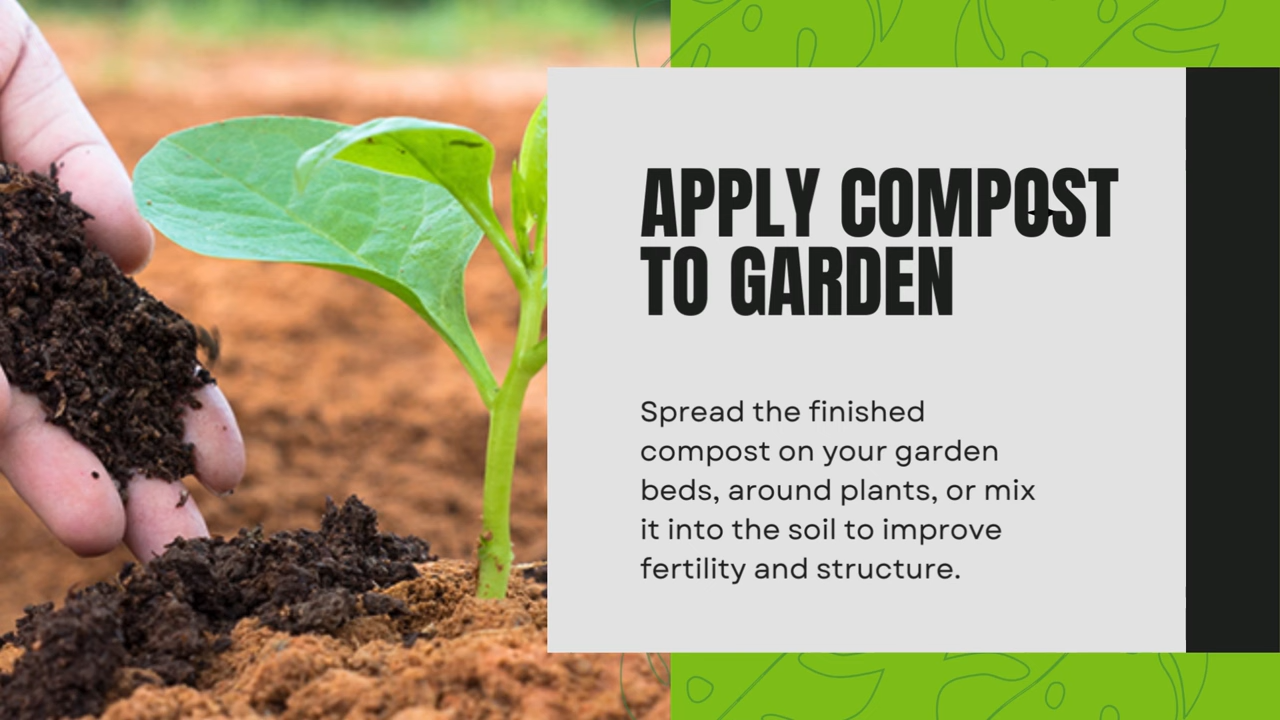 APPLY COMPOST
TO GARDEN
Spread the finished
compost on your garden
beds, around plants, or mix
it into the soil to improve
fertility and structure.